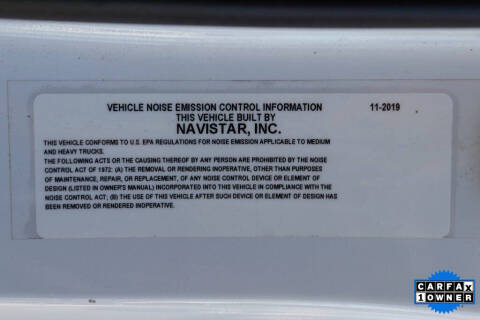 VEHICLE NOISE EMISSION CONTROL INFORMATION 11-2019
THIS VEHICLE BUILT BY
NAVISTAR, INC.
THIS VEHICLE CONFORMS TO U.S. EPA REGULATIONS FOR NOISE EMISSION APPLICABLE TO MEDIUM
AND HEAVY TRUCKS.
THE FOLLOWING ACTS OR THE CAUSING THEREOF BY ANY PERSON ARE PROHIBITED BY THE NOISE
CONTROL ACT OF 1972: (A) THE REMOVAL OR RENDERING INOPERATIVE, OTHER THAN PURPOSES
OF MAINTENANCE, REPAIR, OR REPLACEMENT, OF ANY NOISE CONTROL DEVICE OR ELEMENT OF
DESIGN (LISTED IN OWNER'S MANUAL) INCORPORATED INTO THIS VEHICLE IN COMPLIANCE WITH THE
NOISE CONTROL ACT; (B) THE USE OF THIS VEHICLE AFTER SUCH DEVICE OR ELEMENT OF DESIGN HAS
BEEN REMOVED OR RENDERED INOPERATIVE.
CARFAX
1 OWNER